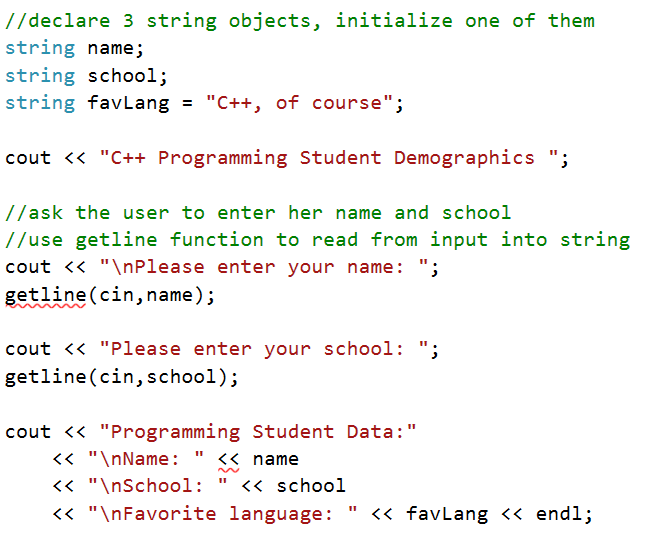 //declare 3 string objects, initialize one of them
string name;
string school;
string favLang = "C++, of course";

cout << "C++ Programming Student Demographics ";

//ask the user to enter her name and school
//use getline function to read from input into string
cout << "\nPlease enter your name: ";
getline(cin,name);

cout << "Please enter your school: ";
getline(cin,school);

cout << "Programming Student Data:"
    << "\nName: " << name
    << "\nSchool: " << school
    << "\nFavorite language: " << favLang << endl;